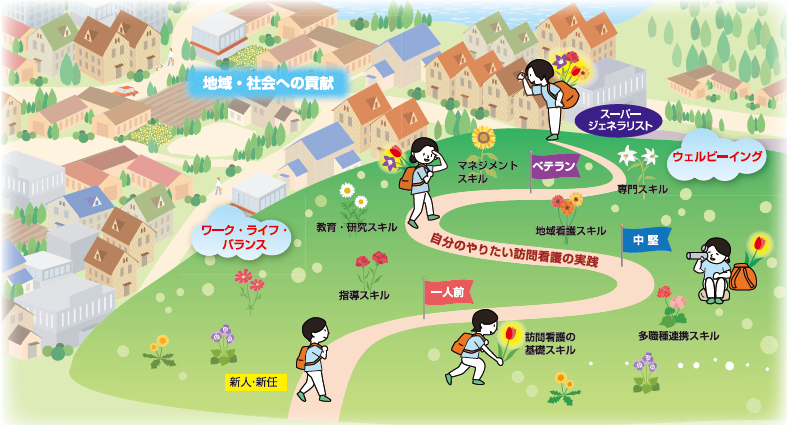 地域・社会への貢献
スーパー
ジェネラリスト
ウェルビーイング
マネジメント
スキル
ベテラン
専門スキル
ワーク・ライフ・
バランス
教育・研究スキル
地域看護スキル
中堅
自分のやりたい訪問看護の実践
指導スキル
一人前
訪問看護の
基礎スキル
多職種連携スキル
新人・新任